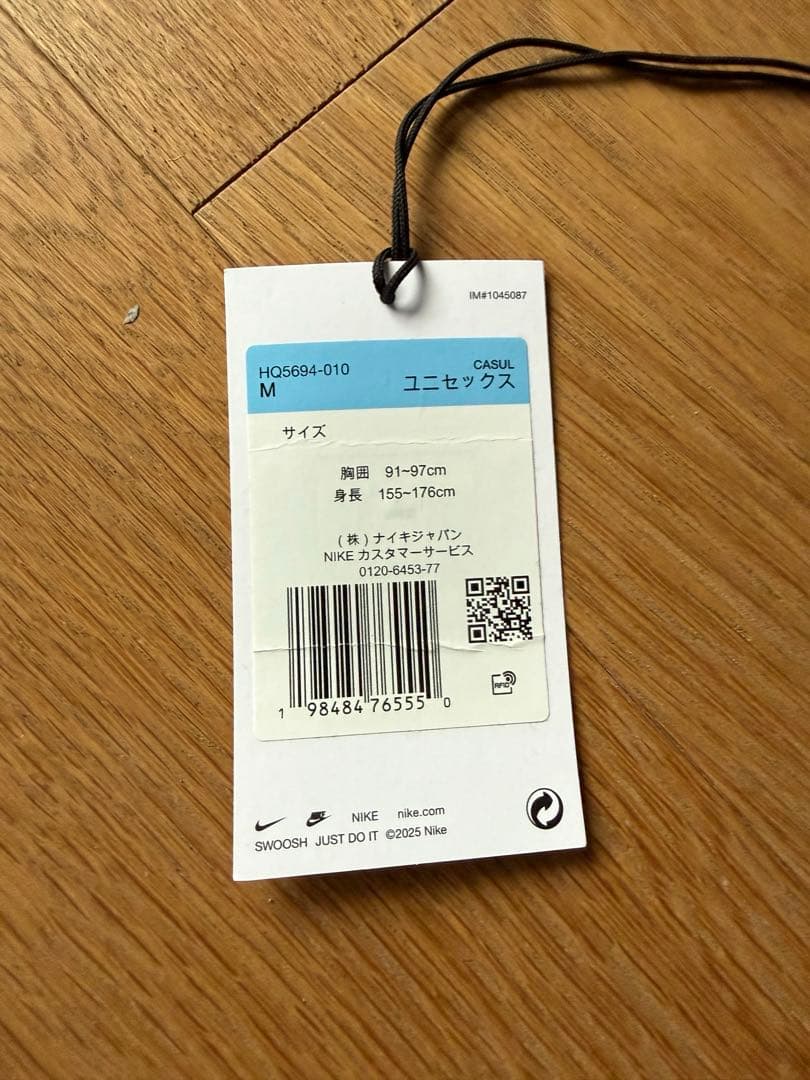 IM#1045087
HQ5694-010
CASUL
M
ユニセックス
サイズ
胸囲 91~97cm
身長 155~176cm
(株)ナイキジャパン
NIKE カスタマーサービス
0120-6453-77
RFID
1 98484 76555 0
NIKE nike.com
SWOOSH JUST DO IT ©2025 Nike